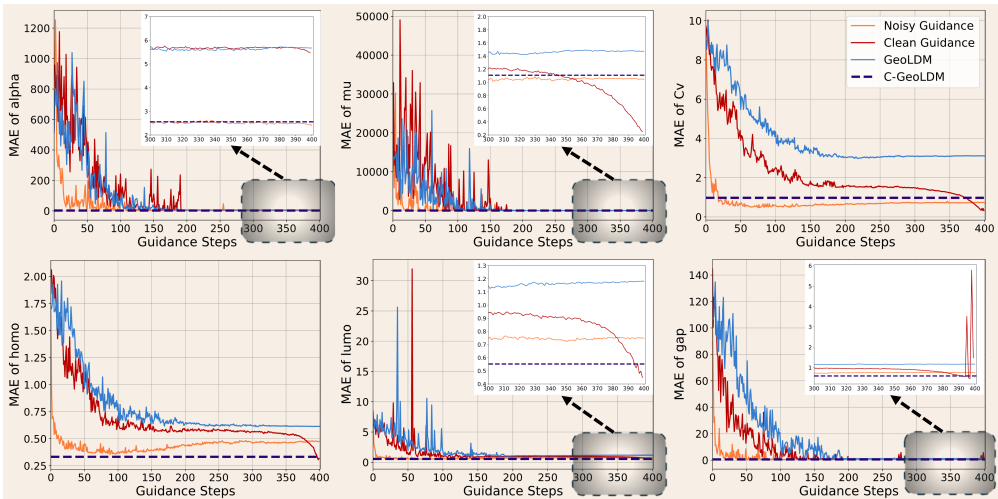 MAE of alpha
1200
1000
800
600
400
200
0
0 50 100 150 200 250 300 350 400
Guidance Steps
7
6
5
4
3
2
300 310 320 330 340 350 360 370 380 390 400
MAE of mu
50000
40000
30000
20000
10000
0
0 50 100 150 200 250 300 350 400
Guidance Steps
2.0
1.8
1.6
1.4
1.2
1.0
0.8
0.6
0.4
0.2
300 310 320 330 340 350 360 370 380 390 400
MAE of Cv
10
8
6
4
2
0
0 50 100 150 200 250 300 350 400
Guidance Steps
Noisy Guidance
Clean Guidance
GeoLDM
C-GeoLDM
MAE of homo
2.00
1.75
1.50
1.25
1.00
0.75
0.50
0.25
0 50 100 150 200 250 300 350 400
Guidance Steps
MAE of lumo
30
25
20
15
10
5
0
0 50 100 150 200 250 300 350 400
Guidance Steps
1.3
1.2
1.1
1.0
0.9
0.8
0.7
0.6
0.5
0.4
300 310 320 330 340 350 360 370 380 390 400
MAE of gap
140
120
100
80
60
40
20
0
0 50 100 150 200 250 300 350 400
Guidance Steps
6
5
4
3
2
1
0
300 310 320 330 340 350 360 370 380 390 400